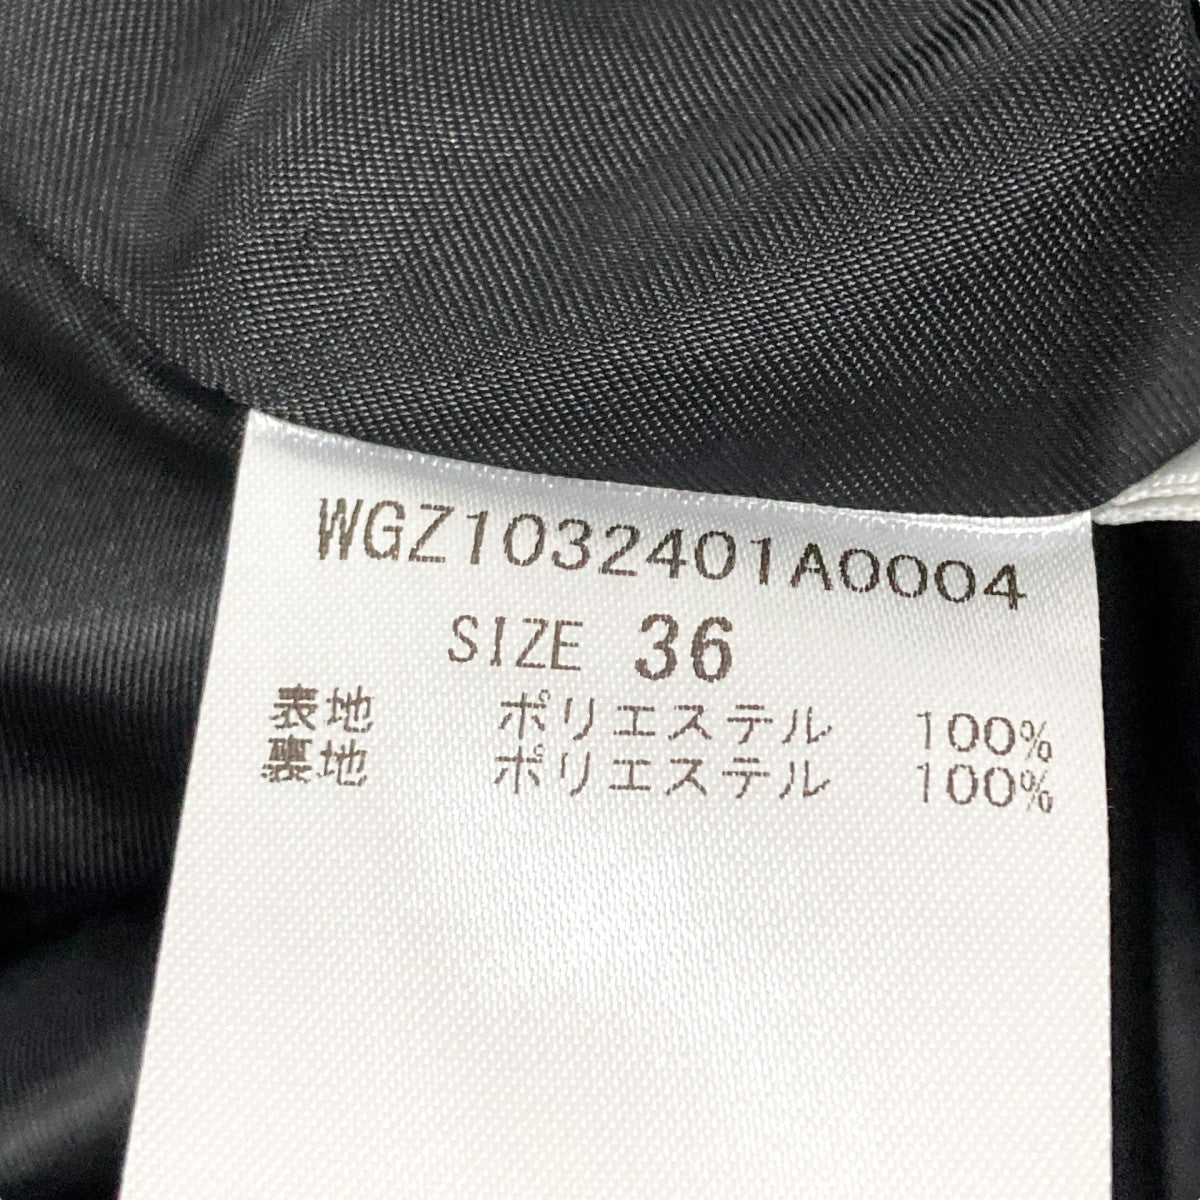 WGZ1032401A0004
SIZE 36
表地 ポリエステル 100%
裏地 ポリエステル 100%